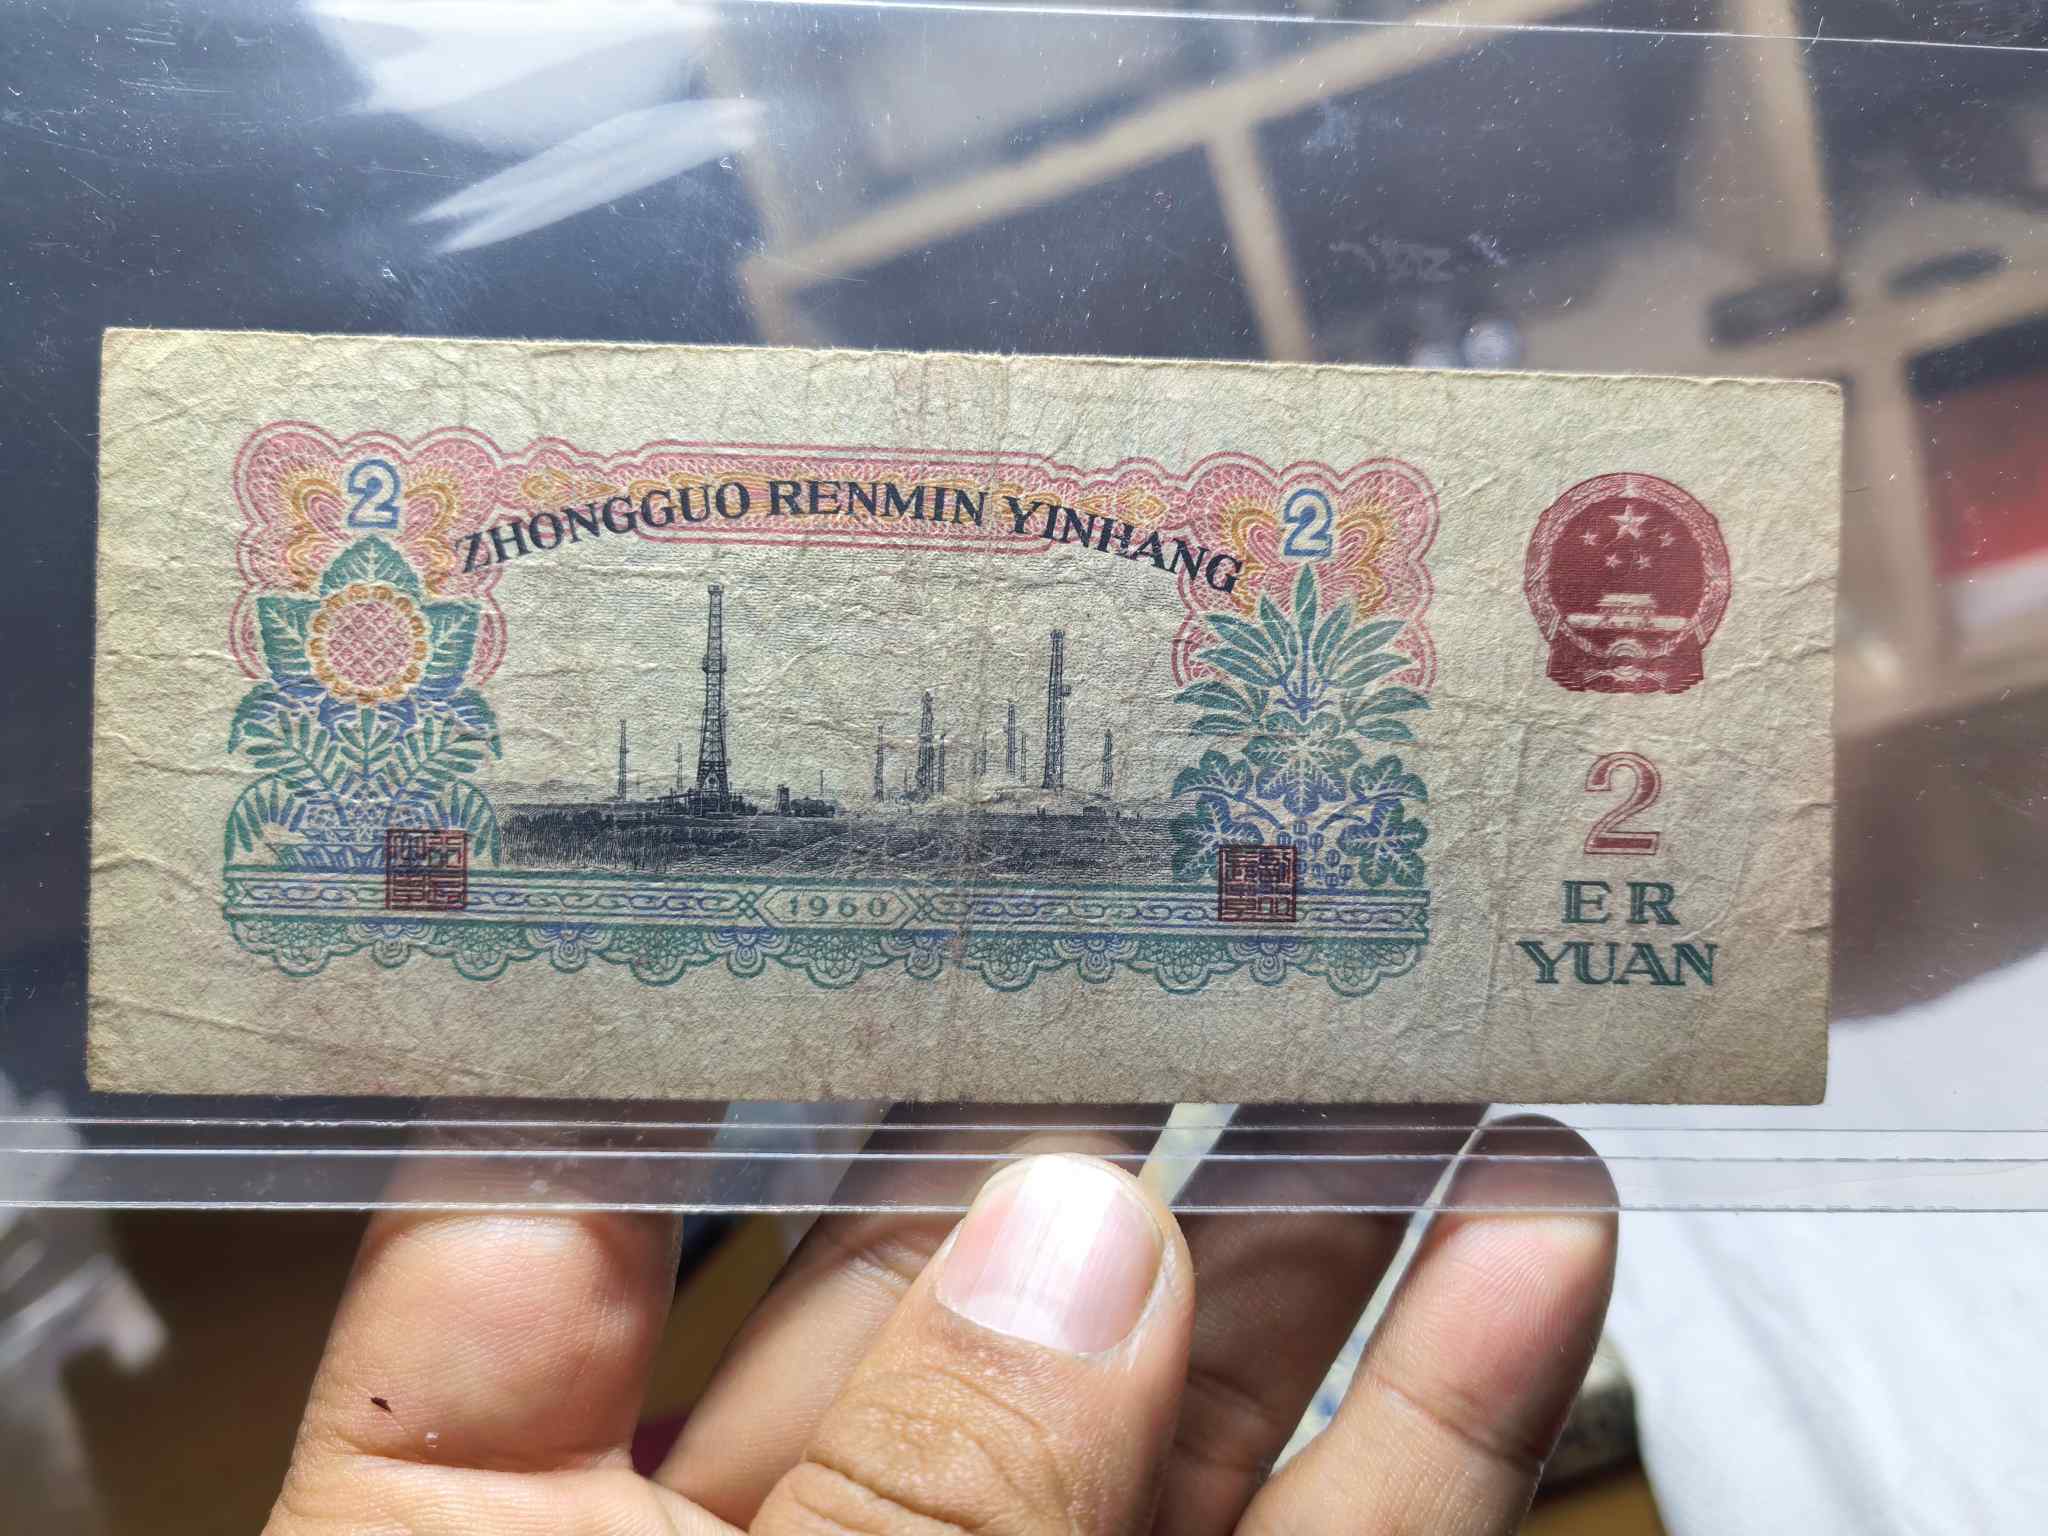 2
2
ZHONGGUO RENMIN YINHANG
1960
2
ER
YUAN